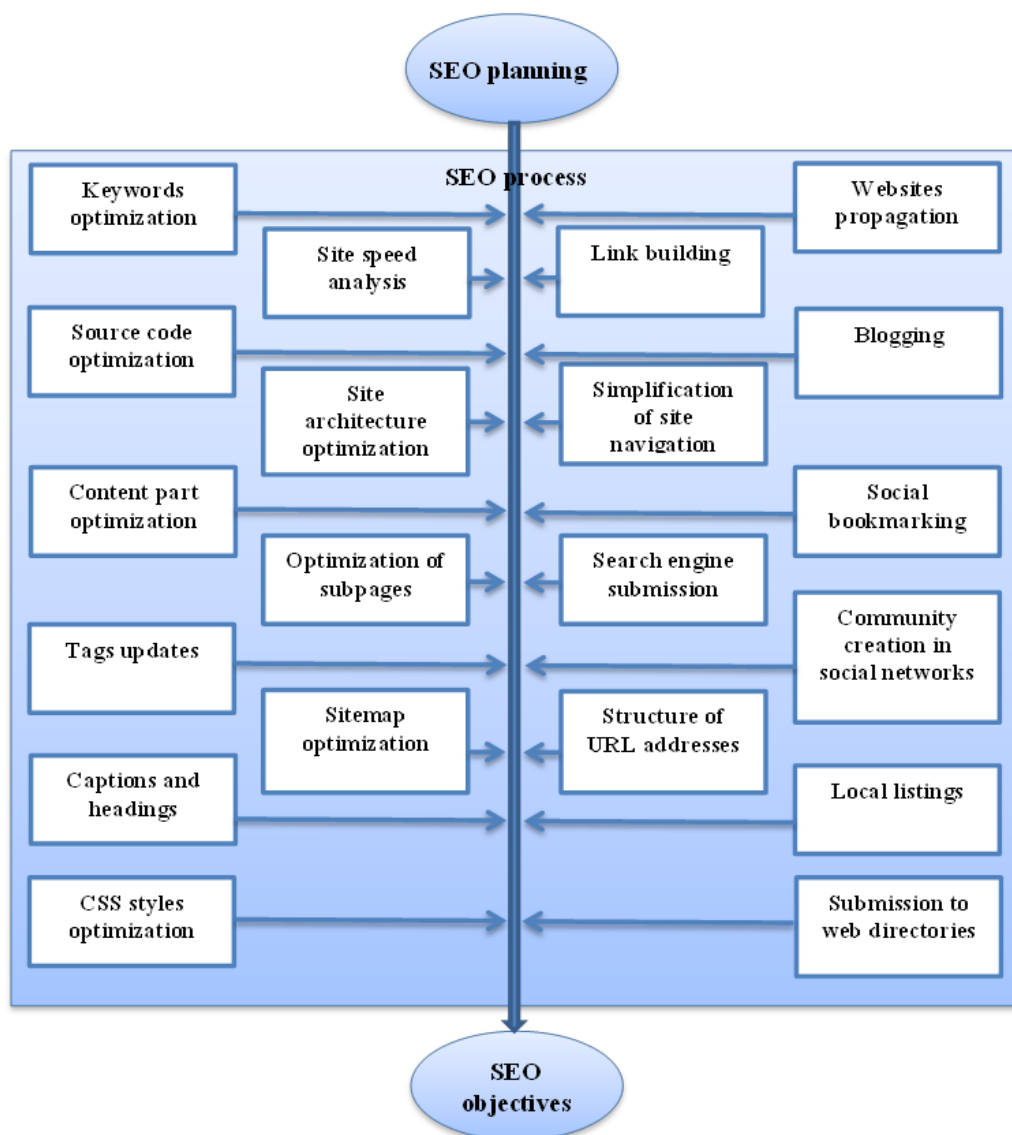 SEO planning
SEO process
Keywords
optimization
Websites
propagation
Site speed
analysis
Link building
Source code
optimization
Blogging
Site
architecture
optimization
Simplification
of site
navigation
Content part
optimization
Social
bookmarking
Optimization of
subpages
Search engine
submission
Tags updates
Community
creation in
social networks
Sitemap
optimization
Structure of
URL addresses
Captions and
headings
Local listings
CSS styles
optimization
Submission to
web directories
SEO
objectives